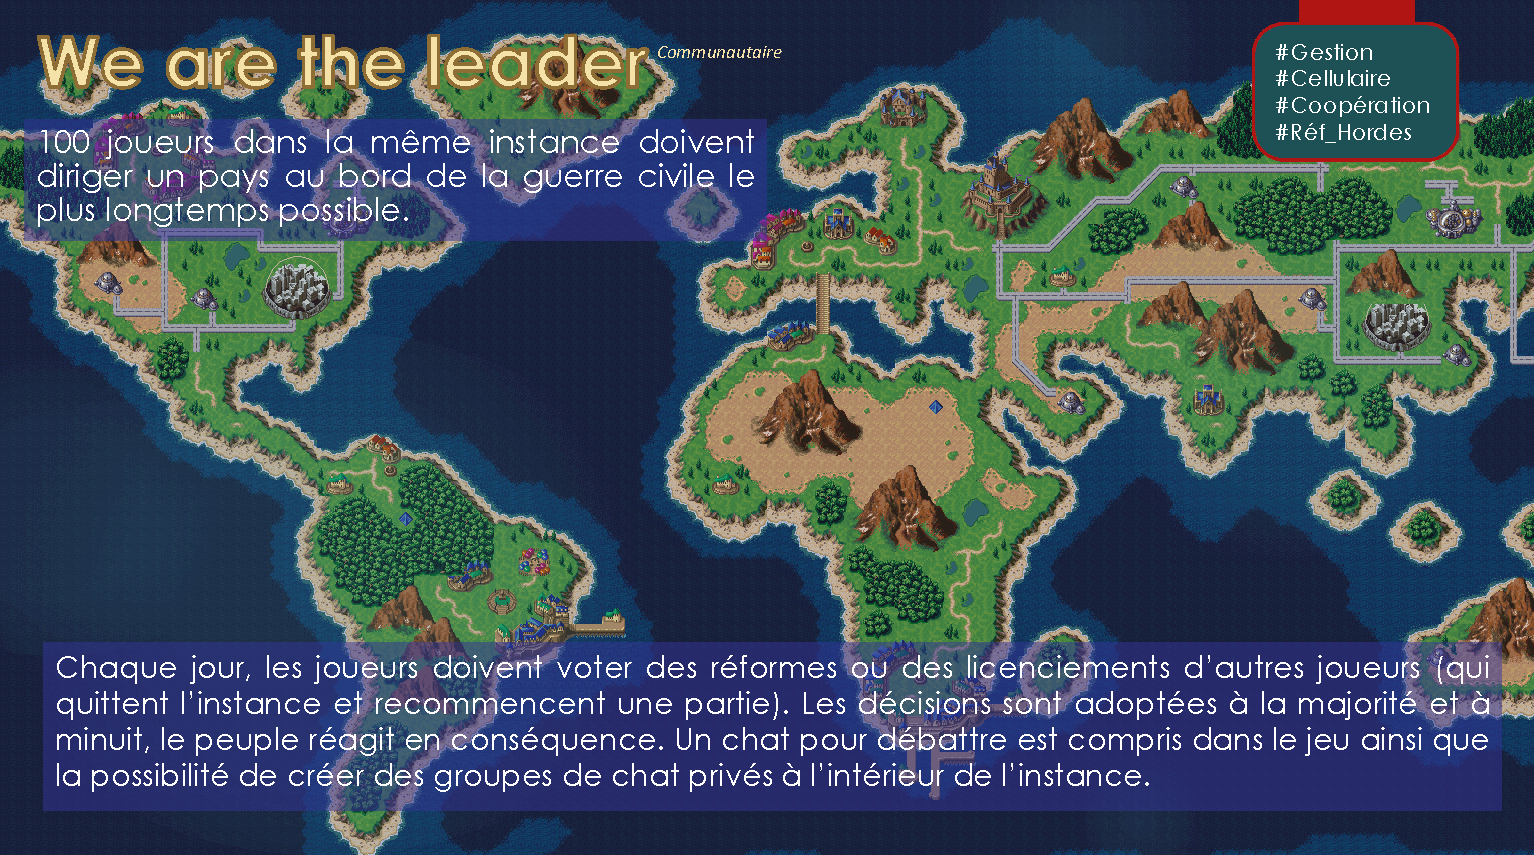 We are the leader Communautaire
#Gestion
#Cellulaire
#Coopération
#Réf_Hordes
100 joueurs dans la même instance doivent
diriger un pays au bord de la guerre civile le
plus longtemps possible.
Chaque jour, les joueurs doivent voter des réformes ou des licenciements d’autres joueurs (qui
quittent l’instance et recommencent une partie). Les décisions sont adoptées à la majorité et à
minuit, le peuple réagit en conséquence. Un chat pour débattre est compris dans le jeu ainsi que
la possibilité de créer des groupes de chat privés à l’intérieur de l’instance.